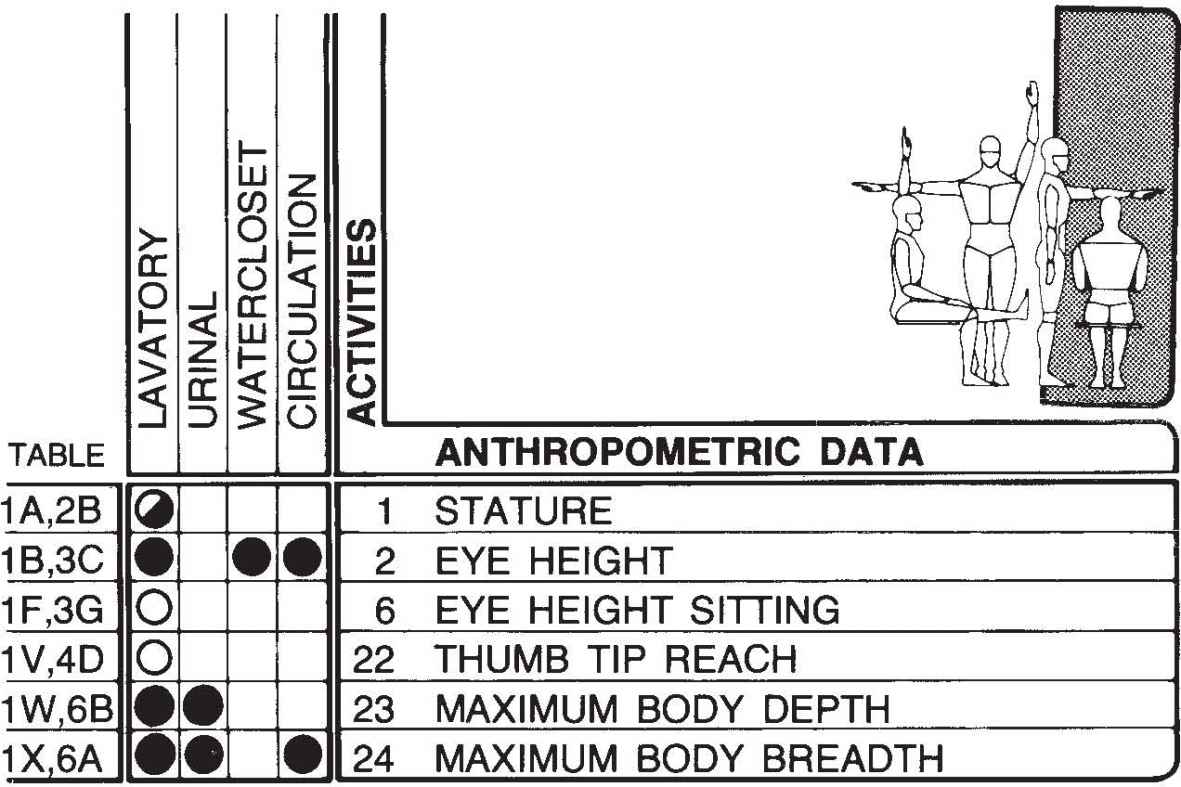 LAVATORY
URINAL
WATERCLOSET
CIRCULATION
ACTIVITIES
TABLE ANTHROPOMETRIC DATA
1A,2B 1 STATURE
1B,3C 2 EYE HEIGHT
1F,3G 6 EYE HEIGHT SITTING
1V,4D 22 THUMB TIP REACH
1W,6B 23 MAXIMUM BODY DEPTH
1X,6A 24 MAXIMUM BODY BREADTH